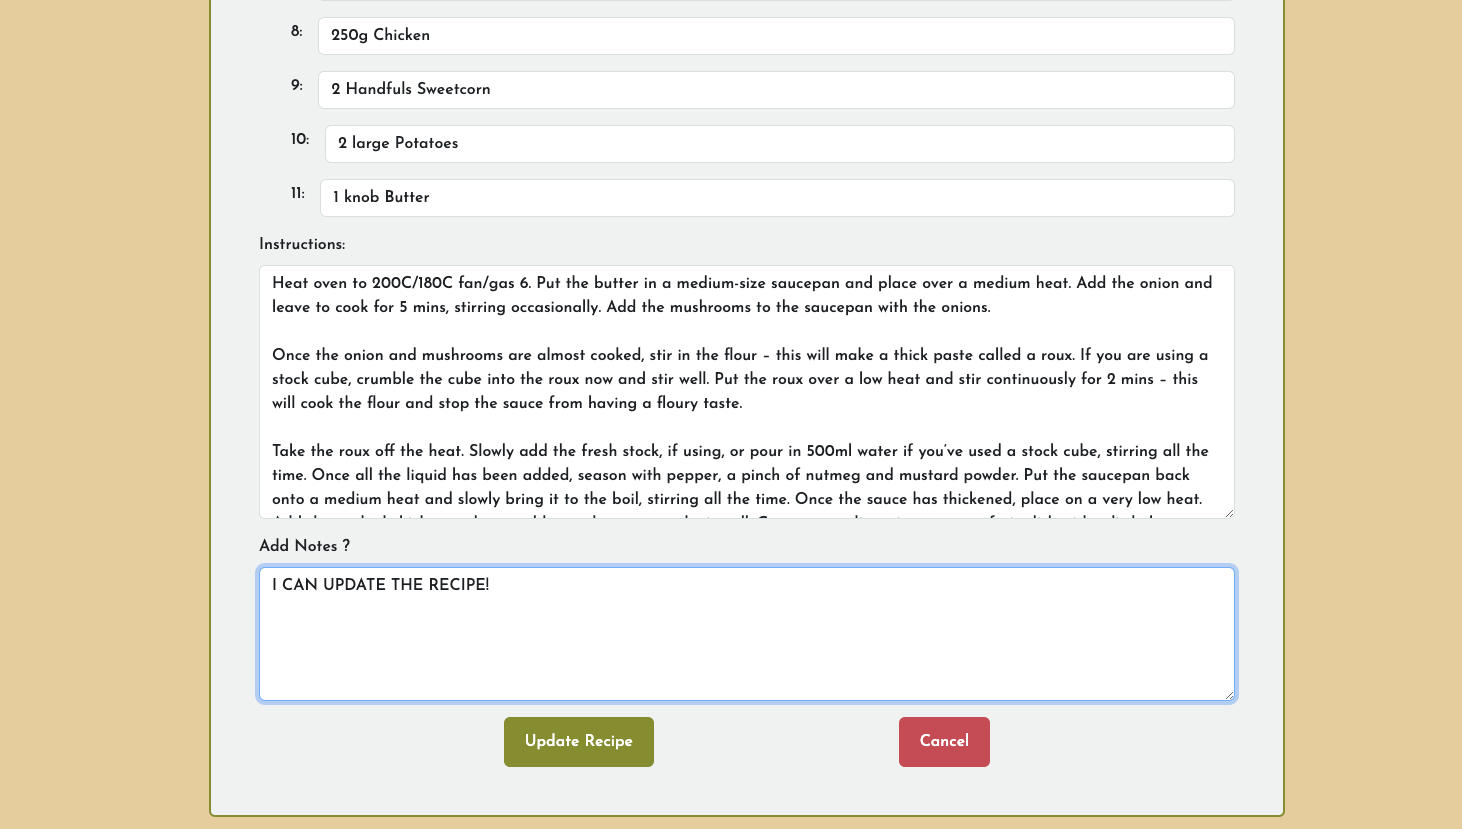 8:
250g Chicken
9:
2 Handfuls Sweetcorn
10:
2 large Potatoes
11:
1 knob Butter
Instructions:
Heat oven to 200C/180C fan/gas 6. Put the butter in a medium-size saucepan and place over a medium heat. Add the onion and
leave to cook for 5 mins, stirring occasionally. Add the mushrooms to the saucepan with the onions.
Once the onion and mushrooms are almost cooked, stir in the flour – this will make a thick paste called a roux. If you are using a
stock cube, crumble the cube into the roux now and stir well. Put the roux over a low heat and stir continuously for 2 mins – this
will cook the flour and stop the sauce from having a floury taste.
Take the roux off the heat. Slowly add the fresh stock, if using, or pour in 500ml water if you’ve used a stock cube, stirring all the
time. Once all the liquid has been added, season with pepper, a pinch of nutmeg and mustard powder. Put the saucepan back
onto a medium heat and slowly bring it to the boil, stirring all the time. Once the sauce has thickened, place on a very low heat.
Add Notes ?
I CAN UPDATE THE RECIPE!
Update Recipe
Cancel